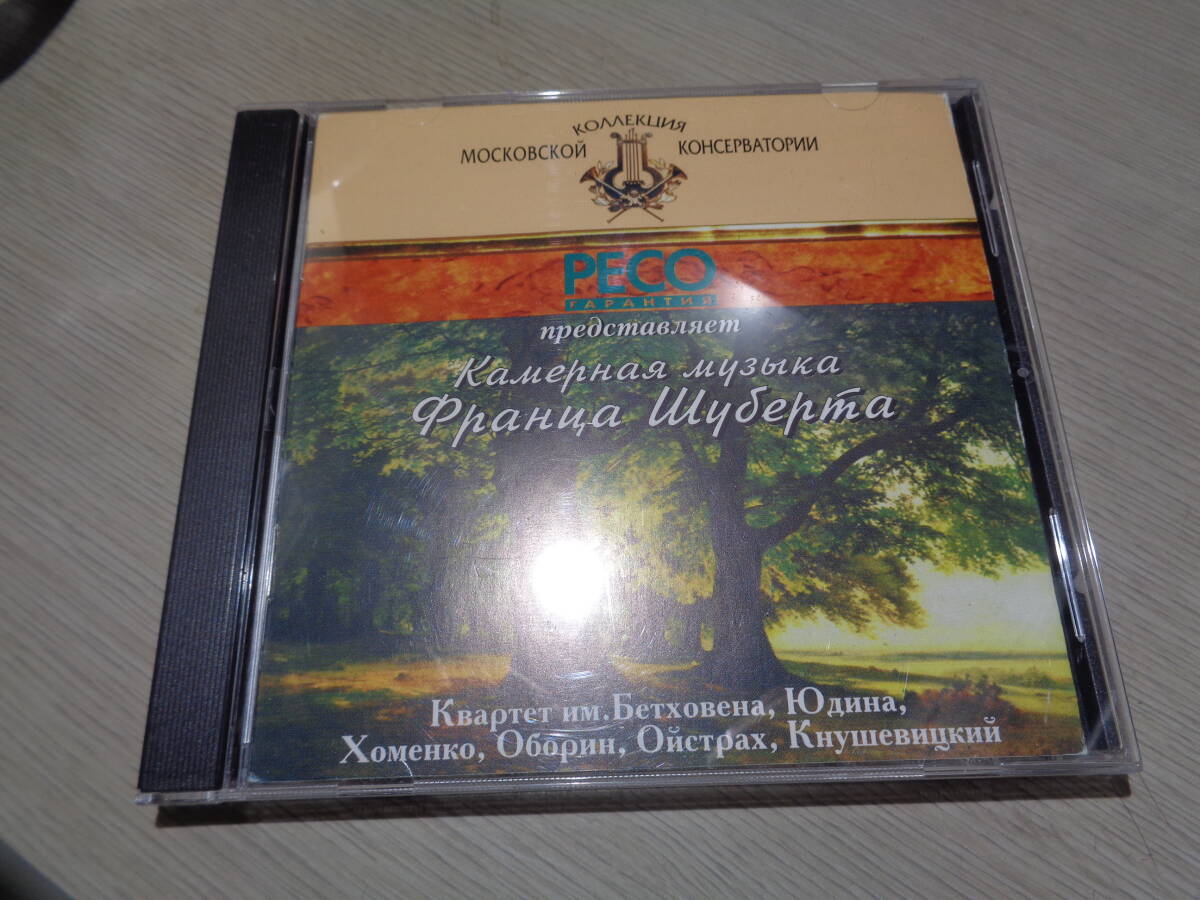 КОЛЛЕКЦИЯ
МОСКОВСКОЙ КОНСЕРВАТОРИИ
РЕСО
ГАРАНТИЯ
представляет
Камерная музыка
Франца Шуберта
Квартет им.Бетховена, Юдина,
Хоменко, Оборин, Ойстрах, Кнушевицкий